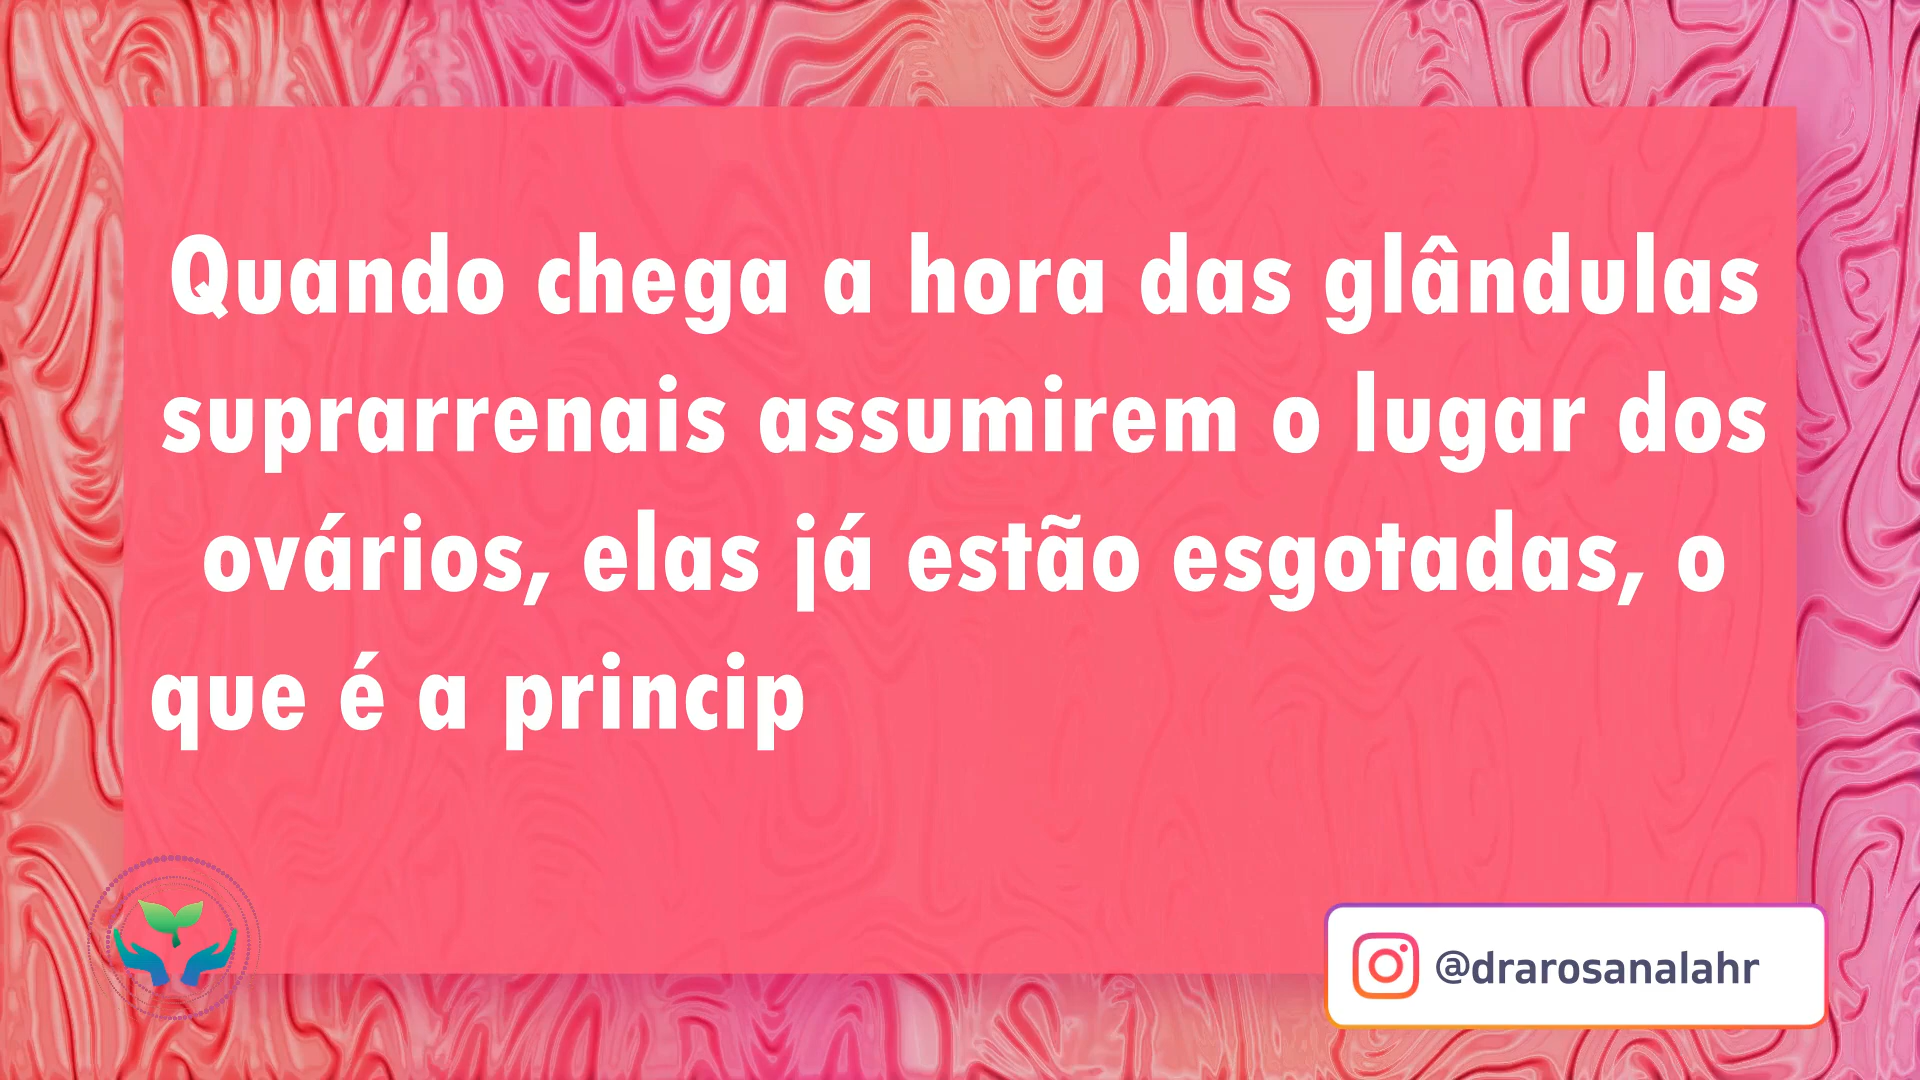 Quando chega a hora das glândulas
suprarrenais assumirem o lugar dos
ovários, elas já estão esgotadas, o
que é a princip
@drarosanalahr